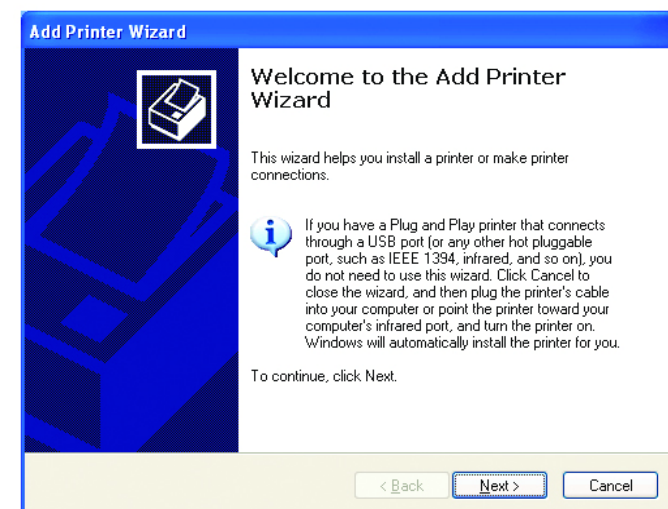 Add Printer Wizard
Welcome to the Add Printer
Wizard
This wizard helps you install a printer or make printer
connections.
If you have a Plug and Play printer that connects
through a USB port (or any other hot pluggable
port, such as IEEE 1394, infrared, and so on), you
do not need to use this wizard. Click Cancel to
close the wizard, and then plug the printer's cable
into your computer or point the printer toward your
computer's infrared port, and turn the printer on.
Windows will automatically install the printer for you.
To continue, click Next.
< Back Next > Cancel